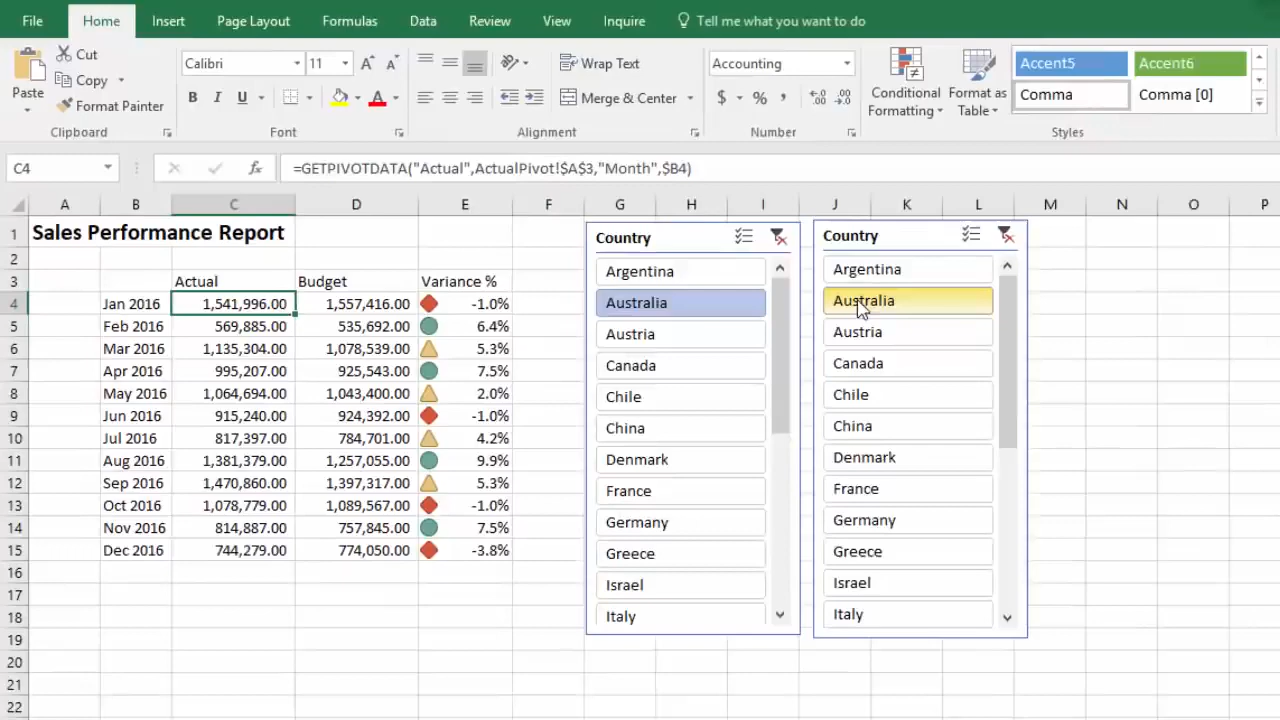 File Home Insert Page Layout Formulas Data Review View Inquire Tell me what you want to do
Paste
Cut
Copy
Format Painter
Clipboard
Calibri 11 A A
B I U A
Font
Wrap Text
Merge & Center
Alignment
Accounting
$ % , .00 .00
Number
Conditional Formatting
Format as Table
Accent5 Accent6
Comma Comma [0]
Styles
C4 fx =GETPIVOTDATA("Actual",ActualPivot!$A$3,"Month",$B4)
A B C D E F G H I J K L M N O P
1 Sales Performance Report
2
3 Actual Budget Variance %
4 Jan 2016 1,541,996.00 1,557,416.00 -1.0%
5 Feb 2016 569,885.00 535,692.00 6.4%
6 Mar 2016 1,135,304.00 1,078,539.00 5.3%
7 Apr 2016 995,207.00 925,543.00 7.5%
8 May 2016 1,064,694.00 1,043,400.00 2.0%
9 Jun 2016 915,240.00 924,392.00 -1.0%
10 Jul 2016 817,397.00 784,701.00 4.2%
11 Aug 2016 1,381,379.00 1,257,055.00 9.9%
12 Sep 2016 1,470,860.00 1,397,317.00 5.3%
13 Oct 2016 1,078,779.00 1,089,567.00 -1.0%
14 Nov 2016 814,887.00 757,845.00 7.5%
15 Dec 2016 744,279.00 774,050.00 -3.8%
16
17
18
19
20
21
22
Country
Argentina
Australia
Austria
Canada
Chile
China
Denmark
France
Germany
Greece
Israel
Italy
Country
Argentina
Australia
Austria
Canada
Chile
China
Denmark
France
Germany
Greece
Israel
Italy